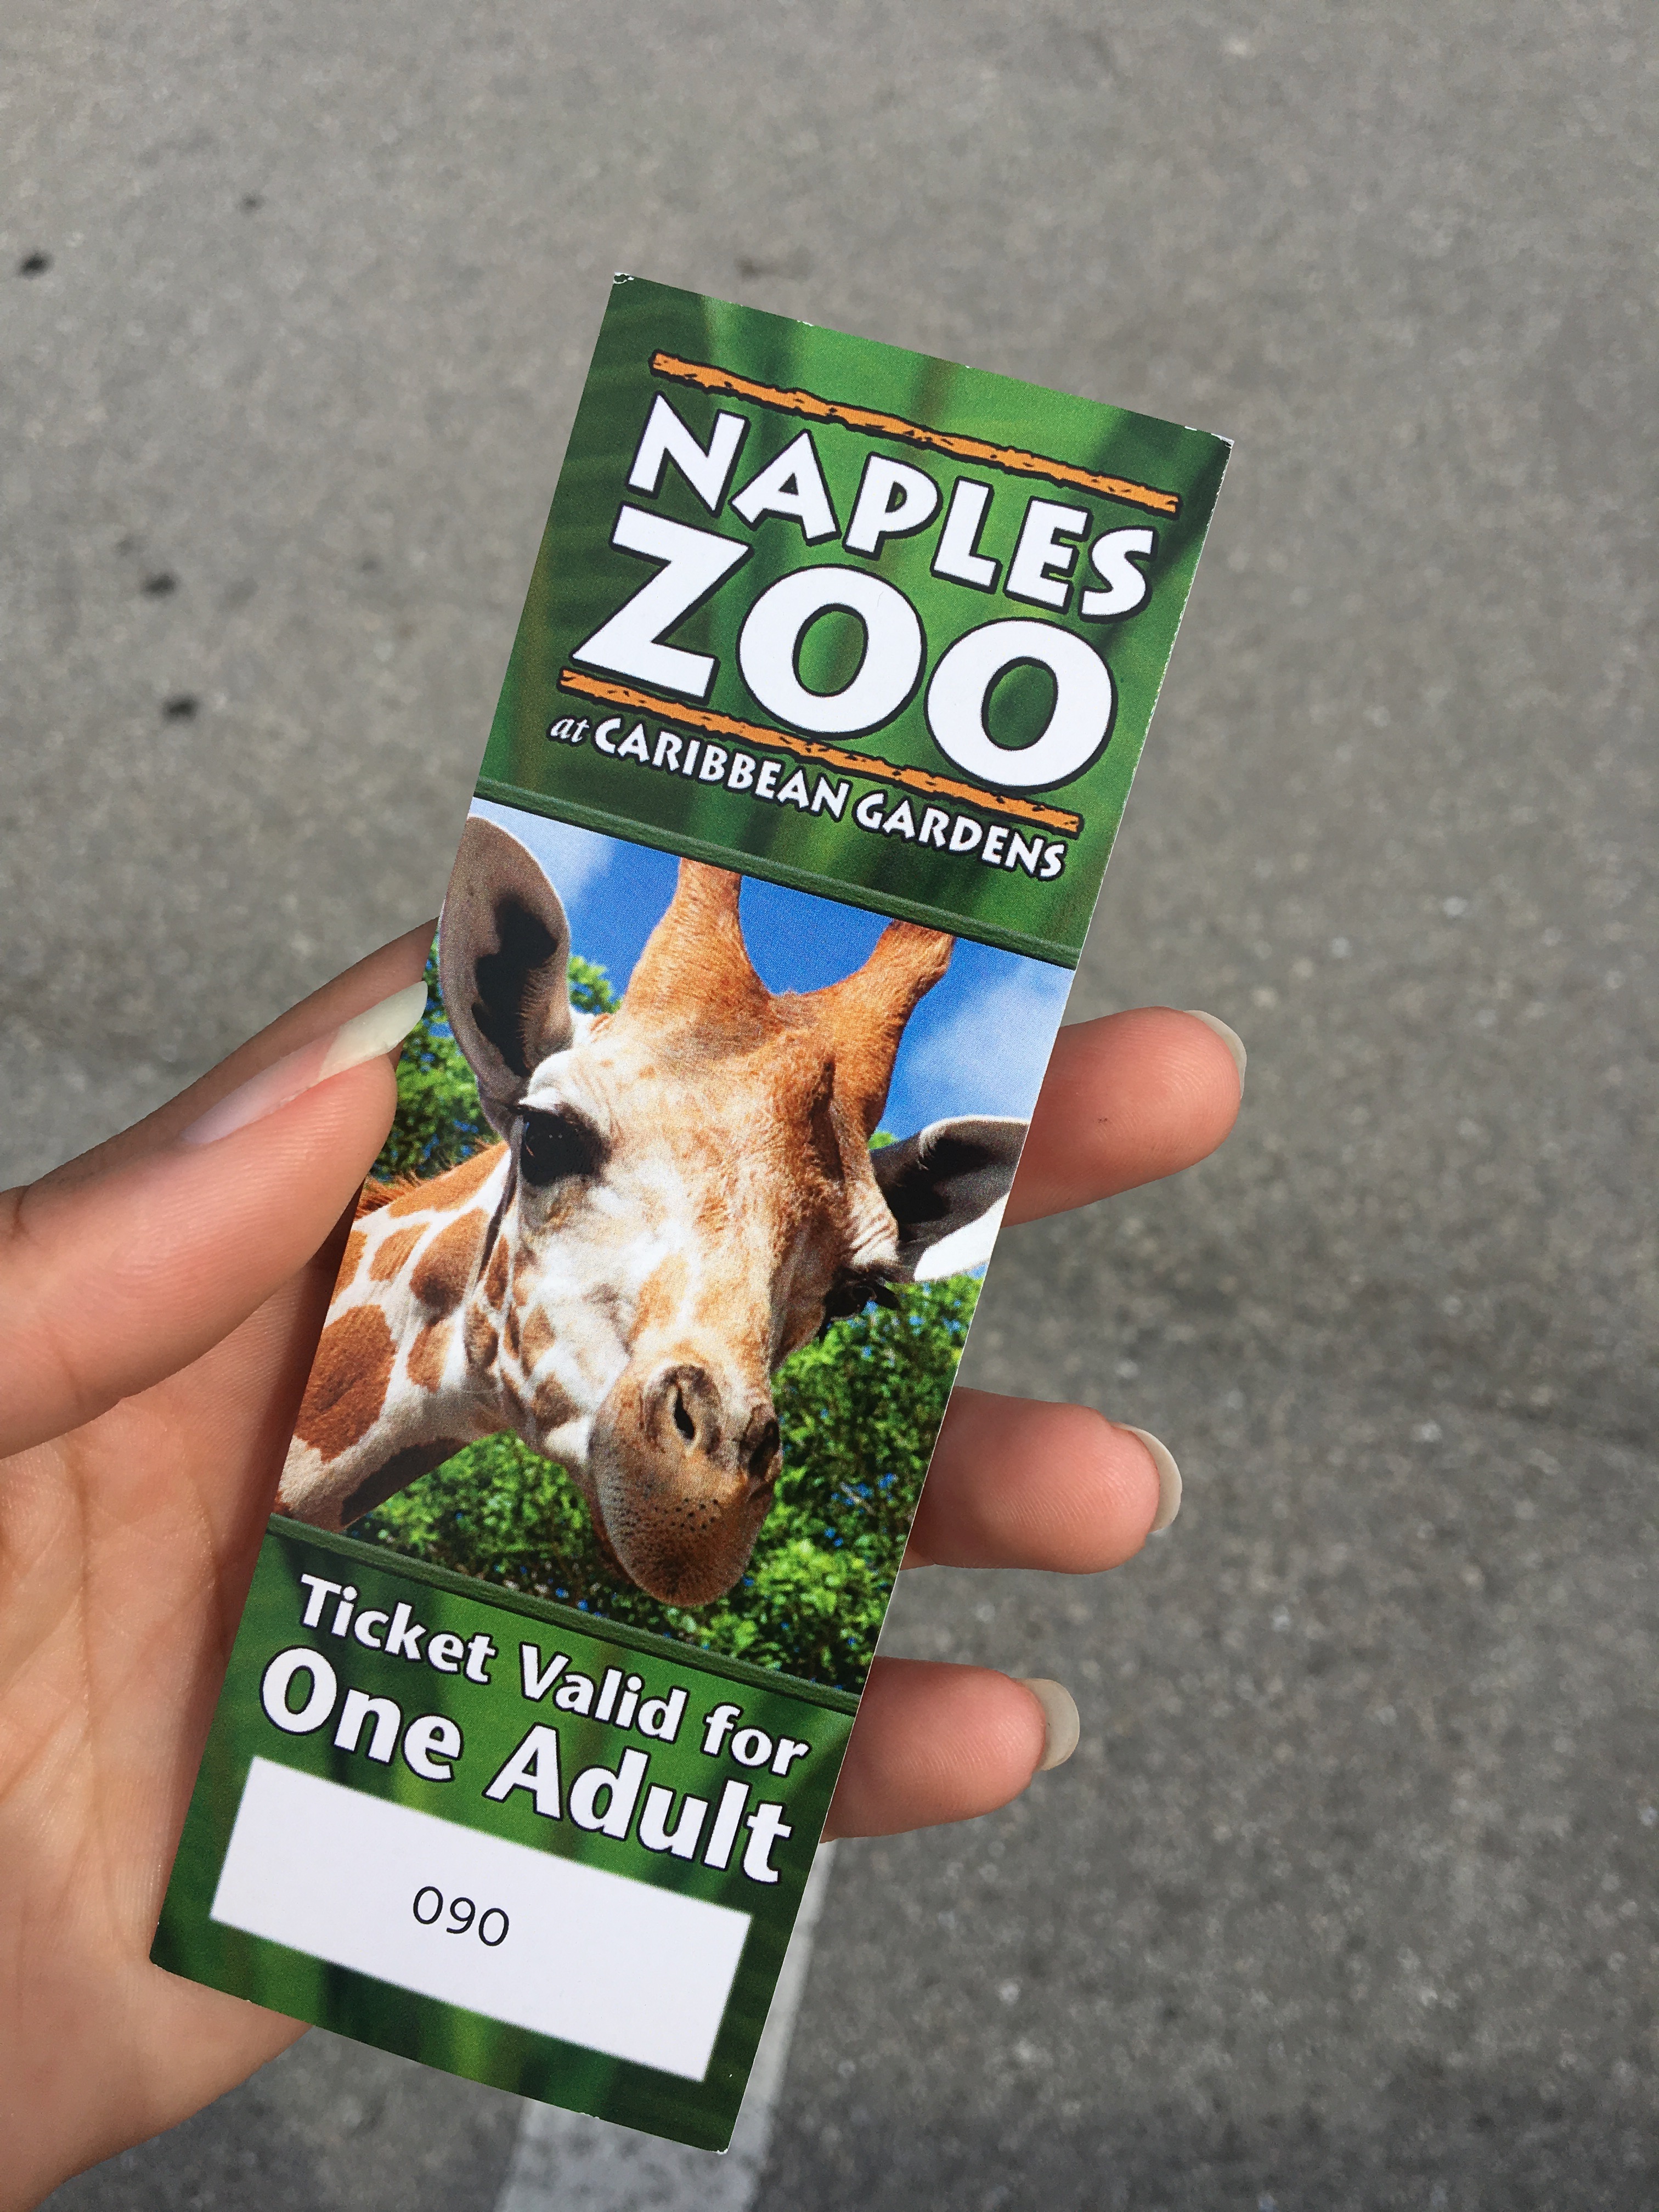 NAPLES
ZOO
at CARIBBEAN GARDENS
Ticket Valid for
One Adult
090